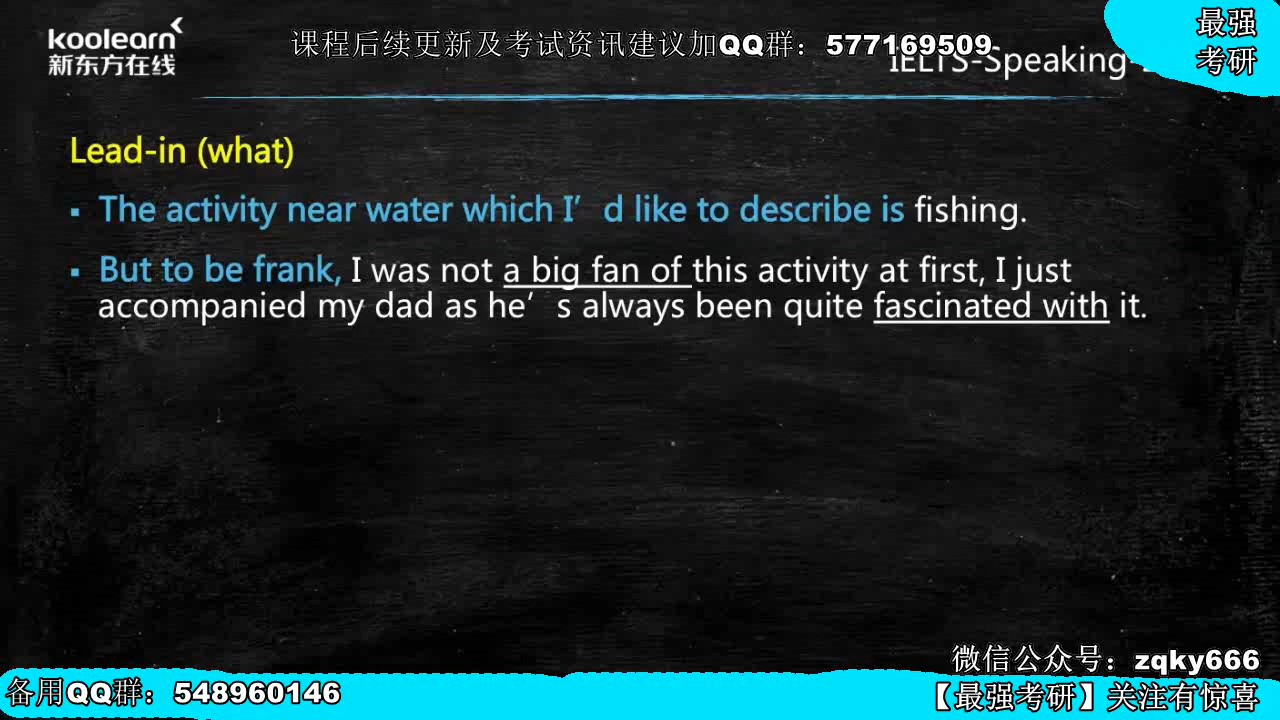 koolearn
新东方在线
课程后续更新及考试资讯建议加QQ群：577169509
IELTS-Speaking-
最强
考研
Lead-in (what)
▪ The activity near water which I’d like to describe is fishing.
▪ But to be frank, I was not a big fan of this activity at first, I just
accompanied my dad as he’s always been quite fascinated with it.
微信公众号：zqky666
备用QQ群：548960146
【最强考研】关注有惊喜